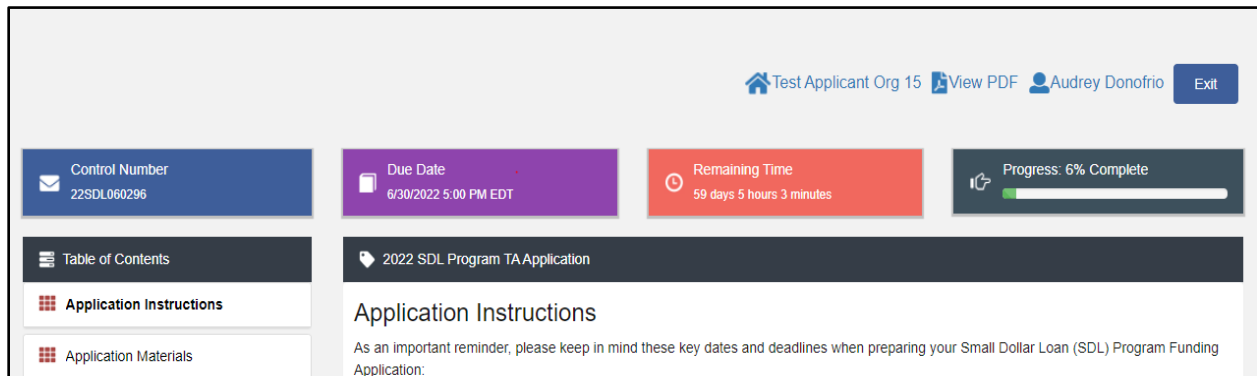 Test Applicant Org 15 View PDF Audrey Donofrio Exit
Control Number
22SDL060296
Due Date
6/30/2022 5:00 PM EDT
Remaining Time
59 days 5 hours 3 minutes
Progress: 6% Complete
Table of Contents
Application Instructions
Application Materials
2022 SDL Program TA Application
Application Instructions
As an important reminder, please keep in mind these key dates and deadlines when preparing your Small Dollar Loan (SDL) Program Funding
Application: